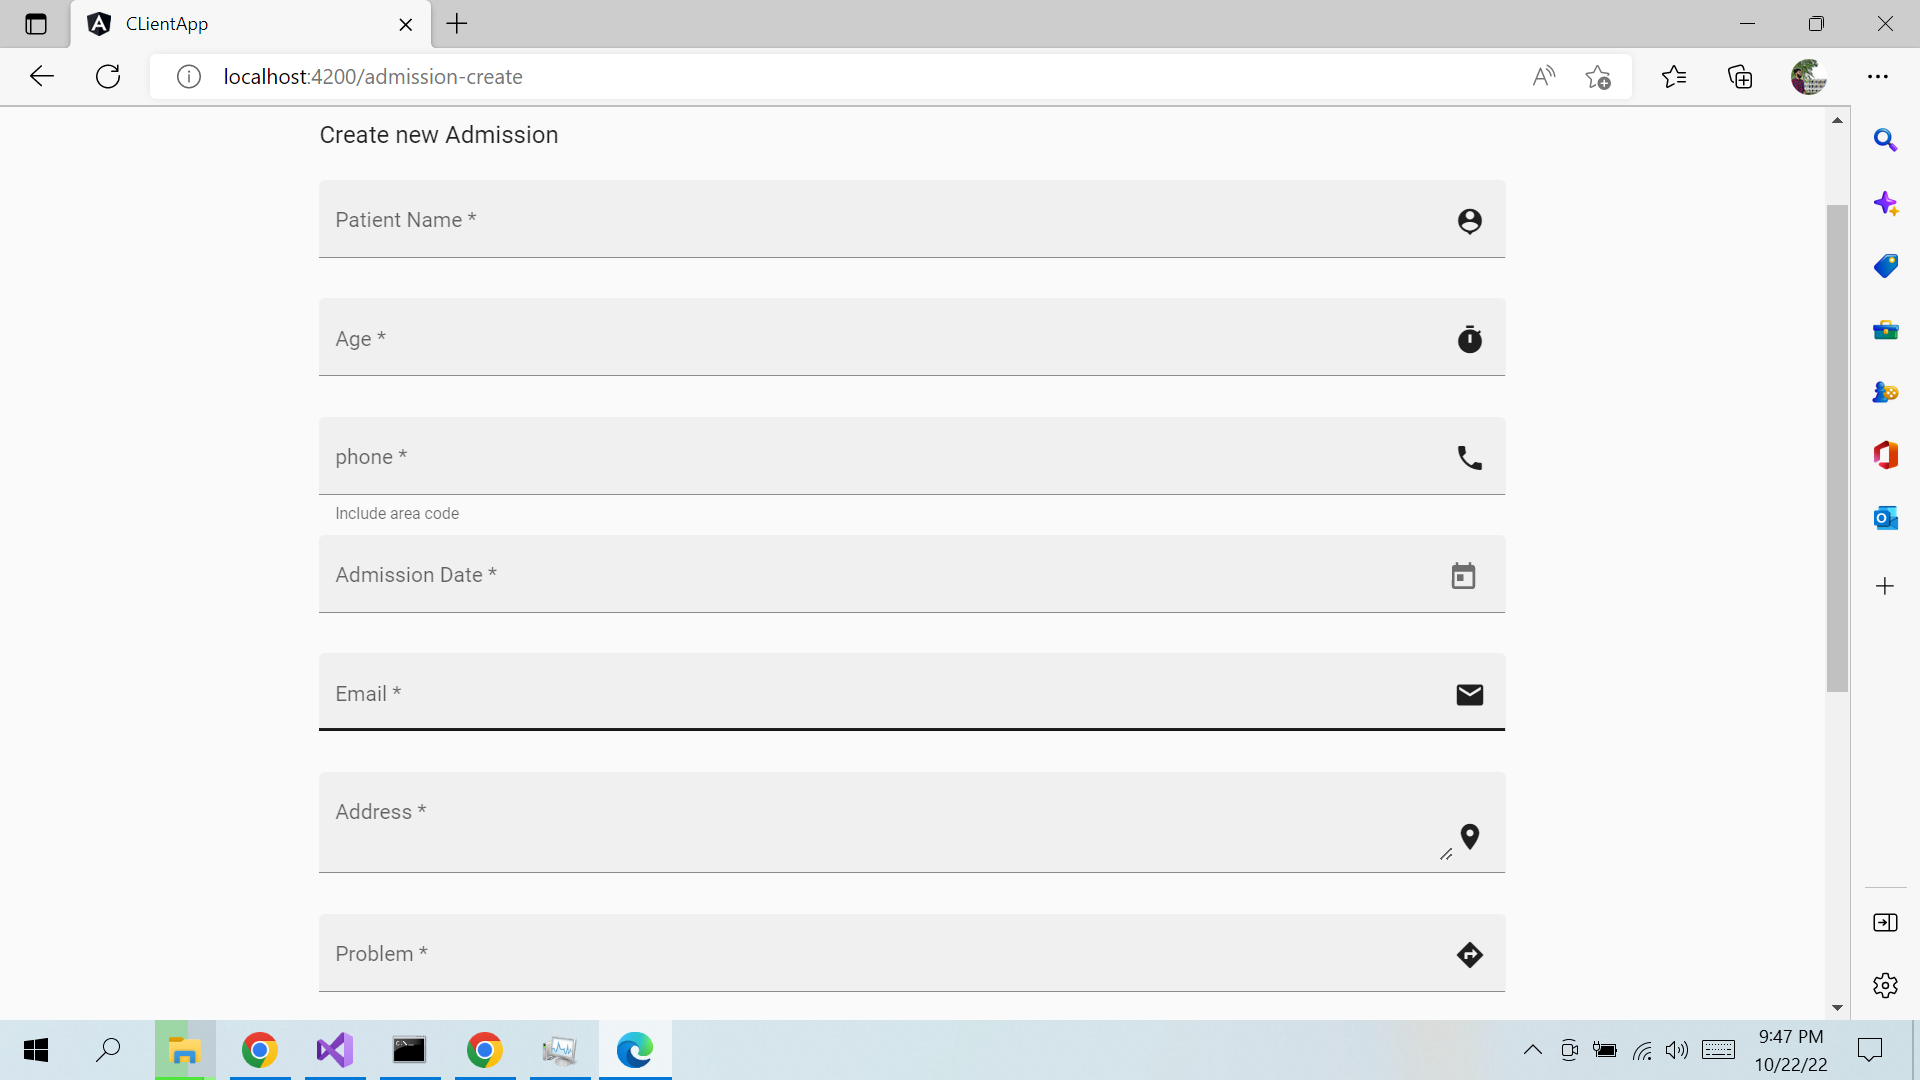 CLientApp
localhost:4200/admission-create
Create new Admission
Patient Name *
Age *
phone *
Include area code
Admission Date *
Email *
Address *
Problem *
9:47 PM
10/22/22